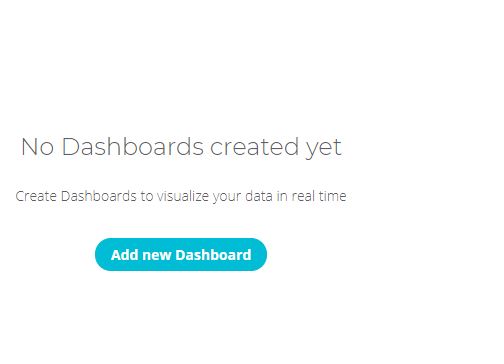 No Dashboards created yet
Create Dashboards to visualize your data in real time
Add new Dashboard